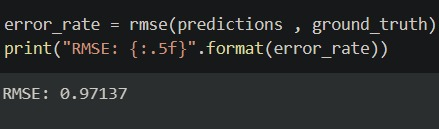 error_rate = rmse(predictions , ground_truth)
print("RMSE: {:.5f}".format(error_rate))
RMSE: 0.97137